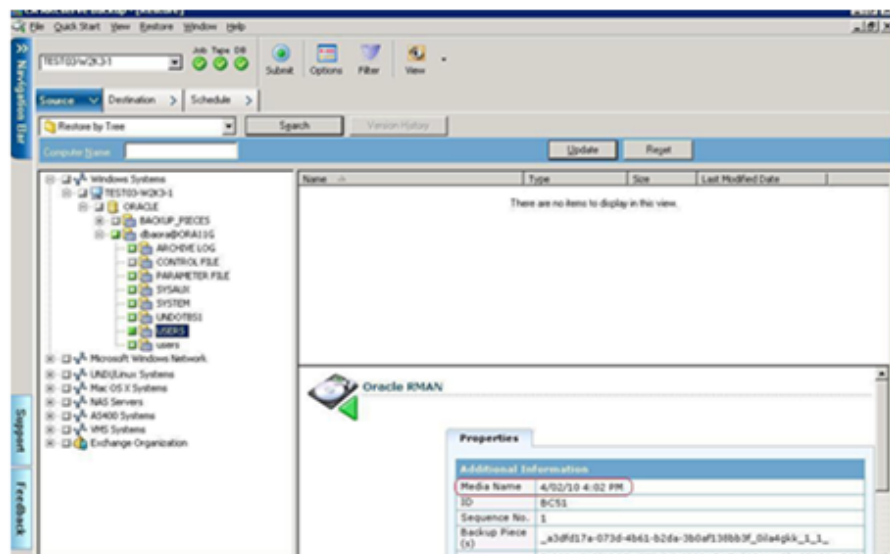 File Quick Start View Restore Window Help
TEST03-W2K3-1
Job Tape DB
Submit
Options
Filter
View
Source
Destination
Schedule
Restore by Tree
Search
Version History
Computer Name
Update
Reset
Windows Systems
TEST03-W2K3-1
ORACLE
BACKUP_PIECES
dbaora@ORA11G
ARCHIVE LOG
CONTROL FILE
PARAMETER FILE
SYSAUX
SYSTEM
UNDOTBS1
USERS
users
Microsoft Windows Network
UNIX/Linux Systems
Mac OS X Systems
NAS Servers
AS400 Systems
VMS Systems
Exchange Organization
Name Type Size Last Modified Date
There are no items to display in this view.
Oracle RMAN
Properties
Additional Information
Media Name 4/02/10 4:02 PM
ID BC51
Sequence No. 1
Backup Piece
(s)
Navigation Bar
Support
Feedback